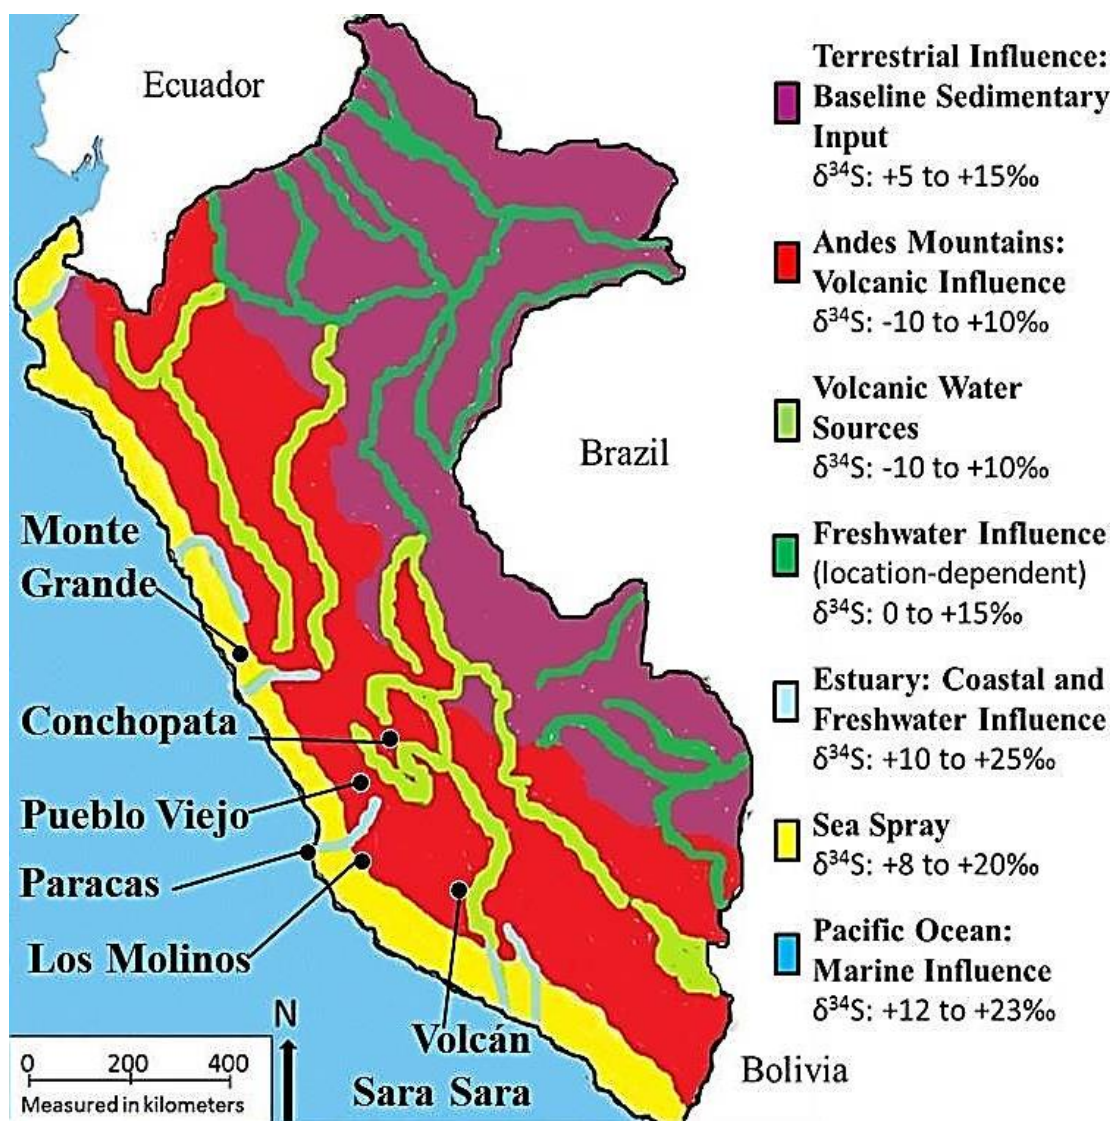 Ecuador
Brazil
Monte
Grande
Conchopata
Pueblo Viejo
Paracas
Los Molinos
Volcán
Sara Sara
Bolivia
N
0 200 400
Measured in kilometers
Terrestrial Influence:
Baseline Sedimentary
Input
δ³⁴S: +5 to +15‰
Andes Mountains:
Volcanic Influence
δ³⁴S: -10 to +10‰
Volcanic Water
Sources
δ³⁴S: -10 to +10‰
Freshwater Influence
(location-dependent)
δ³⁴S: 0 to +15‰
Estuary: Coastal and
Freshwater Influence
δ³⁴S: +10 to +25‰
Sea Spray
δ³⁴S: +8 to +20‰
Pacific Ocean:
Marine Influence
δ³⁴S: +12 to +23‰